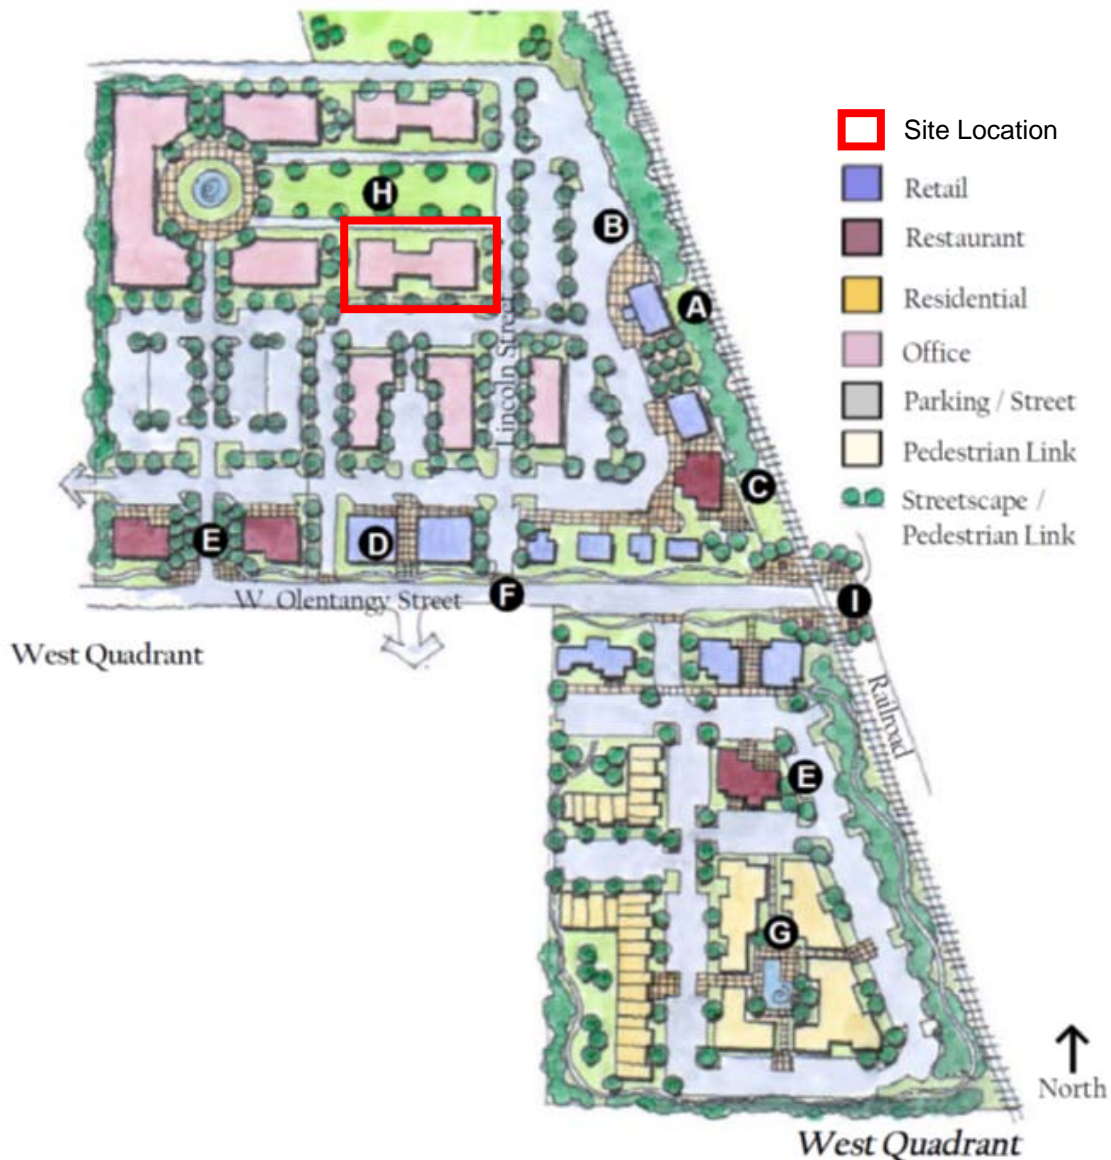 Site Location
Retail
Restaurant
Residential
Office
Parking / Street
Pedestrian Link
Streetscape /
Pedestrian Link
H
B
A
Lincoln Street
C
E
D
W. Olentangy Street
F
I
West Quadrant
Railroad
E
G
North
West Quadrant